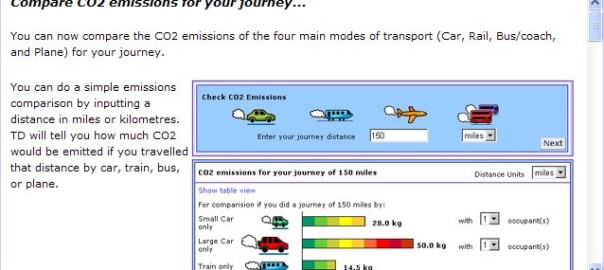 Compare CO2 emissions for your journey...
You can now compare the CO2 emissions of the four main modes of transport (Car, Rail, Bus/coach,
and Plane) for your journey.
You can do a simple emissions
comparison by inputting a
distance in miles or kilometres.
TD will tell you how much CO2
would be emitted if you travelled
that distance by car, train, bus,
or plane.
Check CO2 Emissions
Enter your journey distance 150 miles
Next
CO2 emissions for your journey of 150 miles Distance Units miles
Show table view
For comparision if you did a journey of 150 miles by:
Small Car
only 28.0 kg with 1 occupant(s)
Large Car
only 50.0 kg with 1 occupant(s)
Train only 14.5 kg